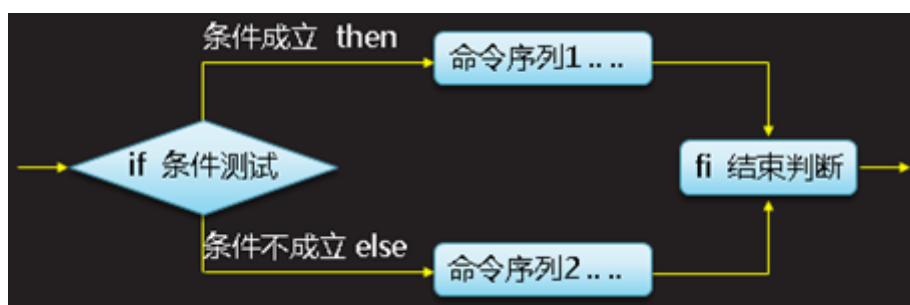 条件成立 then
命令序列1 .. ..
if 条件测试
fi 结束判断
条件不成立 else
命令序列2 .. ..